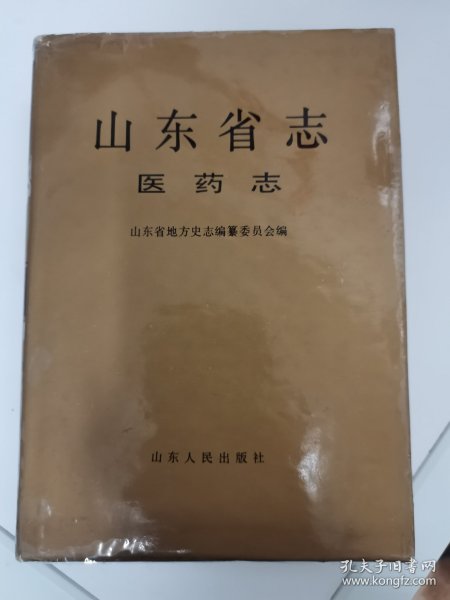 山东省志
医药志
山东省地方史志编纂委员会编
山东人民出版社
孔夫子旧书网
www.kongfz.com